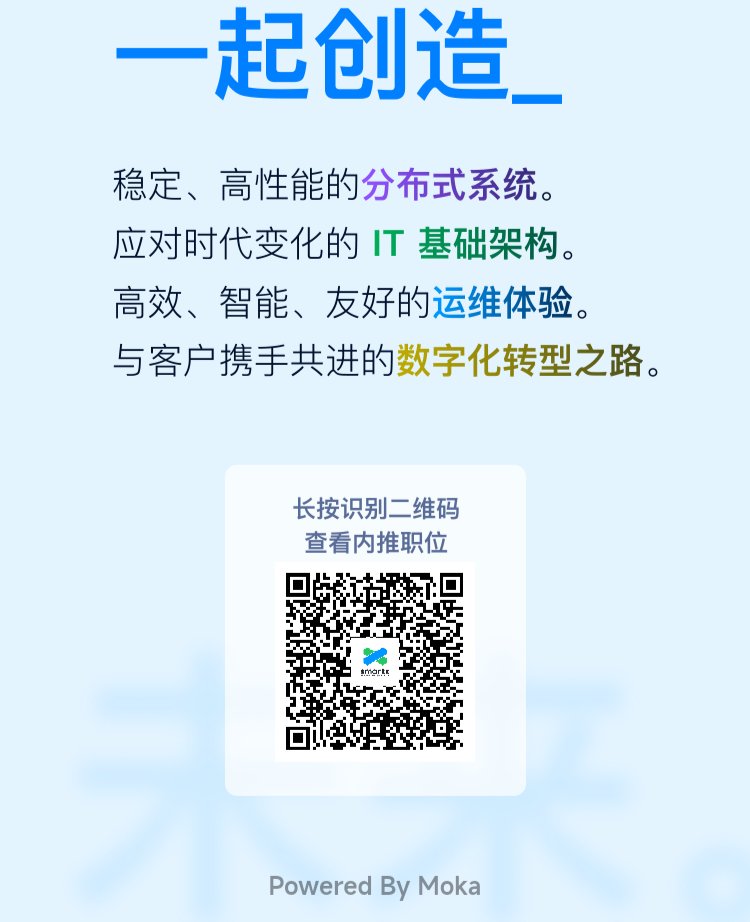 一起创造_
稳定、高性能的分布式系统。
应对时代变化的 IT 基础架构。
高效、智能、友好的运维体验。
与客户携手共进的数字化转型之路。
长按识别二维码
查看内推职位
smartx
未来。
Powered By Moka